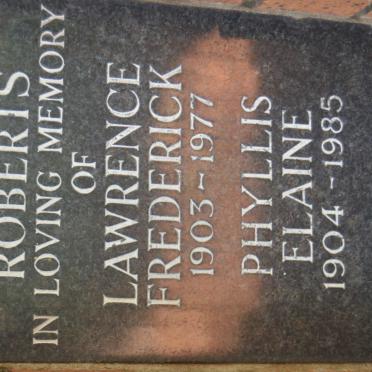 ROBERTS
IN LOVING MEMORY
OF
LAWRENCE
FREDERICK
1903-1977
PHYLLIS
ELAINE
1904-1985